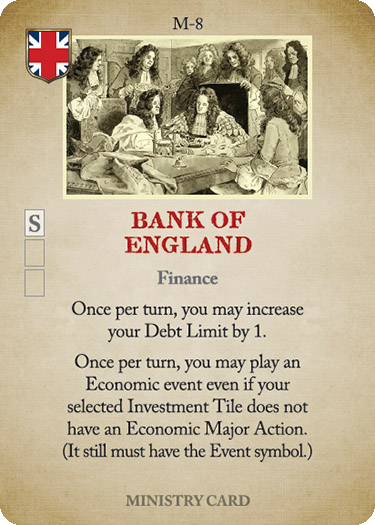 M-8
S
BANK OF
ENGLAND
Finance
Once per turn, you may increase
your Debt Limit by 1.
Once per turn, you may play an
Economic event even if your
selected Investment Tile does not
have an Economic Major Action.
(It still must have the Event symbol.)
MINISTRY CARD